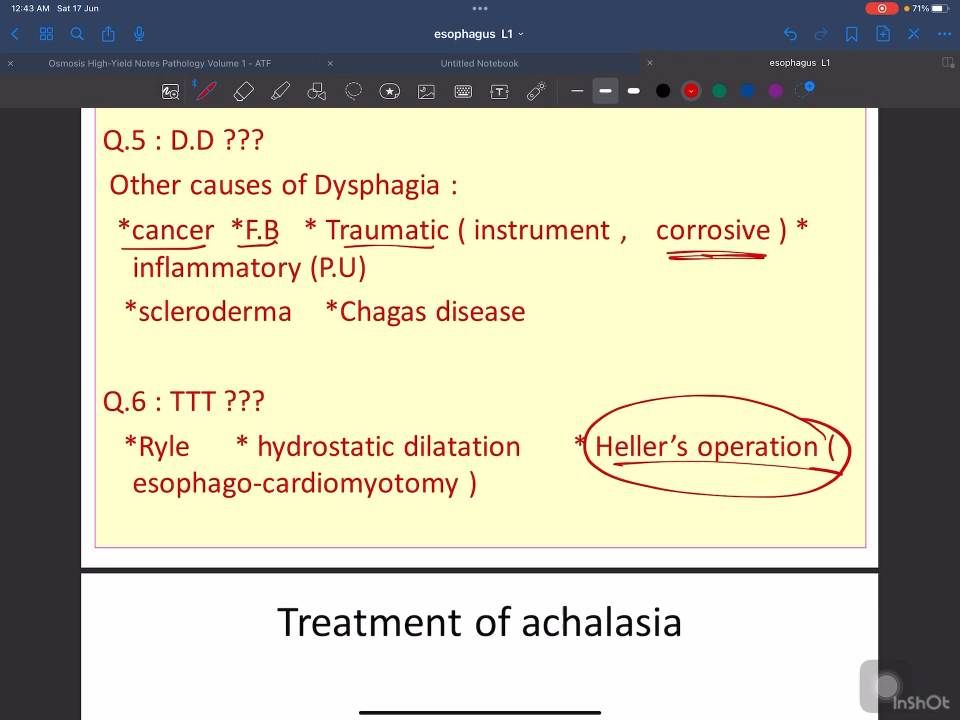 12:43 AM Sat 17 Jun
71%
esophagus L1
Osmosis High-Yield Notes Pathology Volume 1 - ATF
Untitled Notebook
esophagus L1
Q.5 : D.D ???
Other causes of Dysphagia :
*cancer *F.B * Traumatic ( instrument , corrosive ) *
inflammatory (P.U)
*scleroderma *Chagas disease
Q.6 : TTT ???
*Ryle * hydrostatic dilatation * Heller's operation (
esophago-cardiomyotomy )
Treatment of achalasia
InShOt